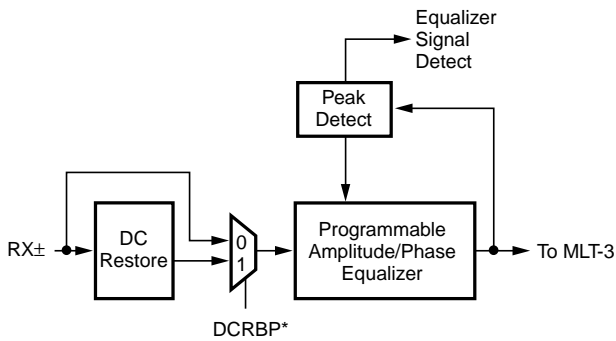 Equalizer
Signal
Detect
Peak
Detect
RX±
DC
Restore
0
1
Programmable
Amplitude/Phase
Equalizer
To MLT-3
DCRBP*